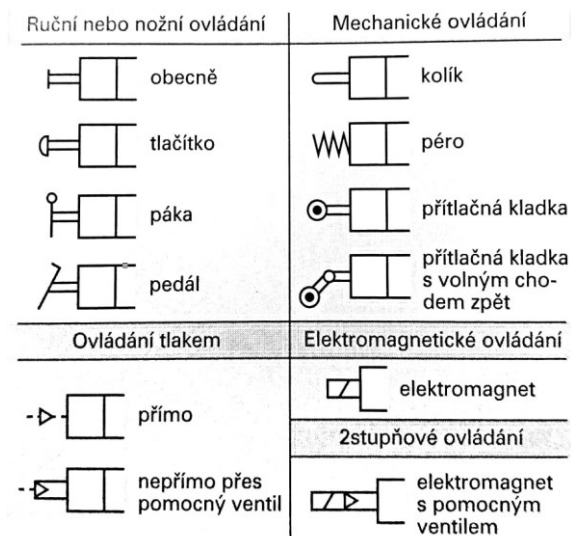 Ruční nebo nožní ovládání
obecně
tlačítko
páka
pedál
Mechanické ovládání
kolík
péro
přítlačná kladka
přítlačná kladka
s volným cho-
dem zpět
Ovládání tlakem
přímo
nepřímo přes
pomocný ventil
Elektromagnetické ovládání
elektromagnet
2stupňové ovládání
elektromagnet
s pomocným
ventilem